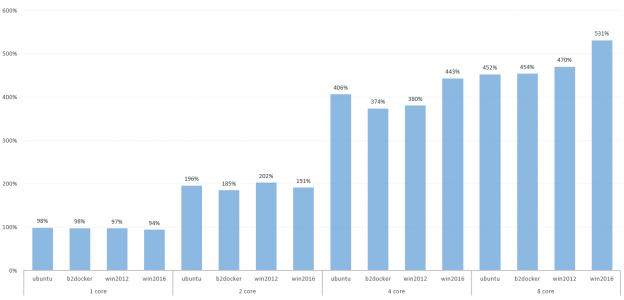 600%
500%
400%
300%
200%
100%
0%
98% 98% 97% 94% 196% 185% 202% 191% 406% 374% 380% 443% 452% 454% 470% 531%
ubuntu b2docker win2012 win2016 ubuntu b2docker win2012 win2016 ubuntu b2docker win2012 win2016 ubuntu b2docker win2012 win2016
1 core 2 core 4 core 8 core